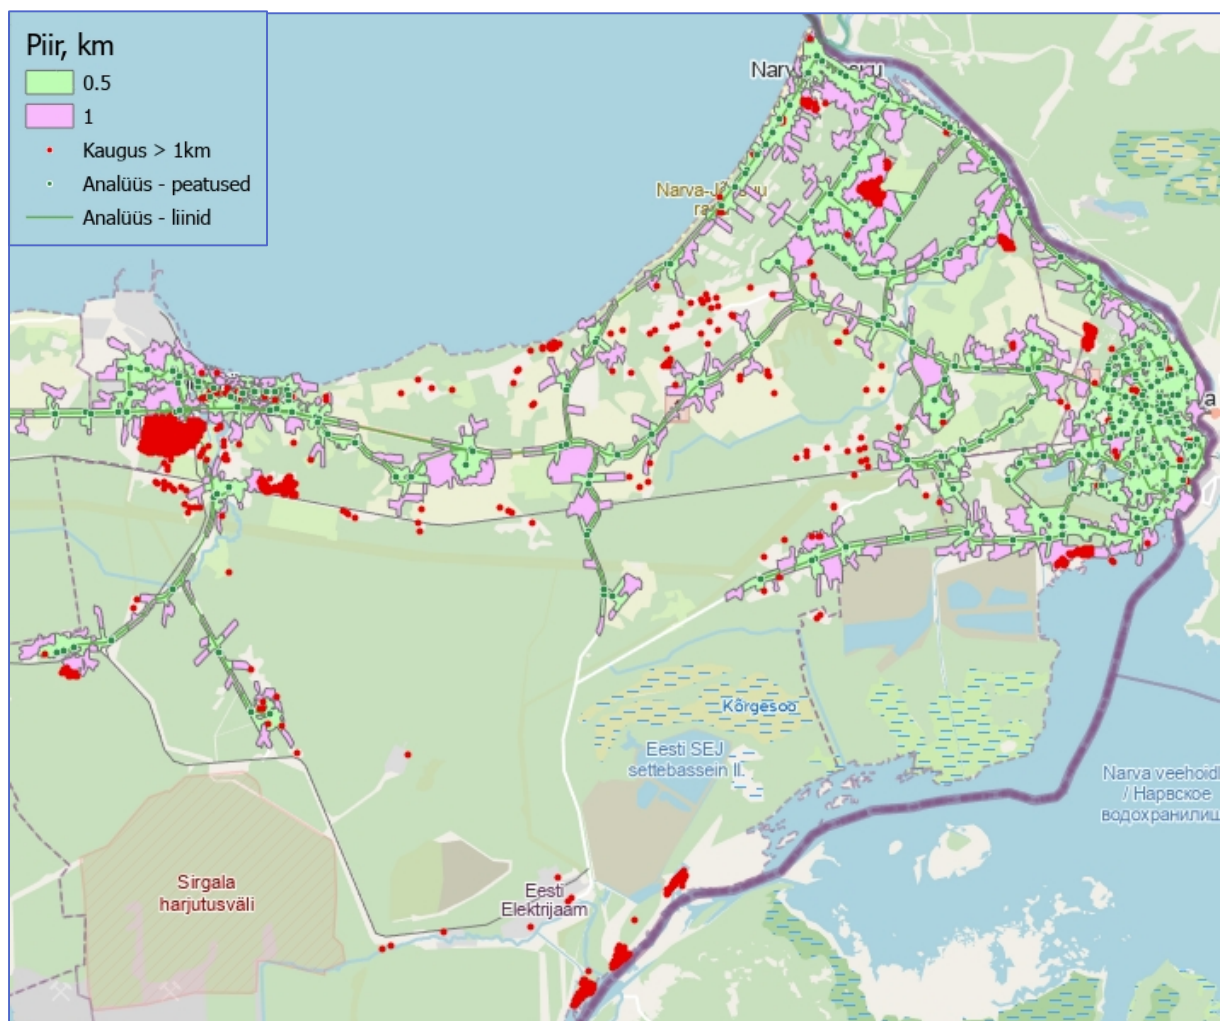 Piir, km
0.5
1
Kaugus > 1km
Analüüs - peatused
Analüüs - liinid
Kõrgesoo
Eesti SEJ
settebassein II.
Narva veehoidl
/ Нарвское
водохранилищ
Sirgala
harjutusväli
Eesti
Elektrijaam